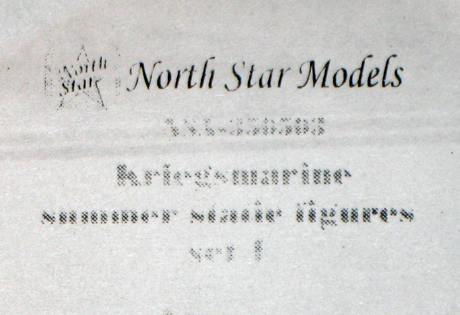 North
Star
North Star Models
Kriegsmarine
summer static figures
set 1